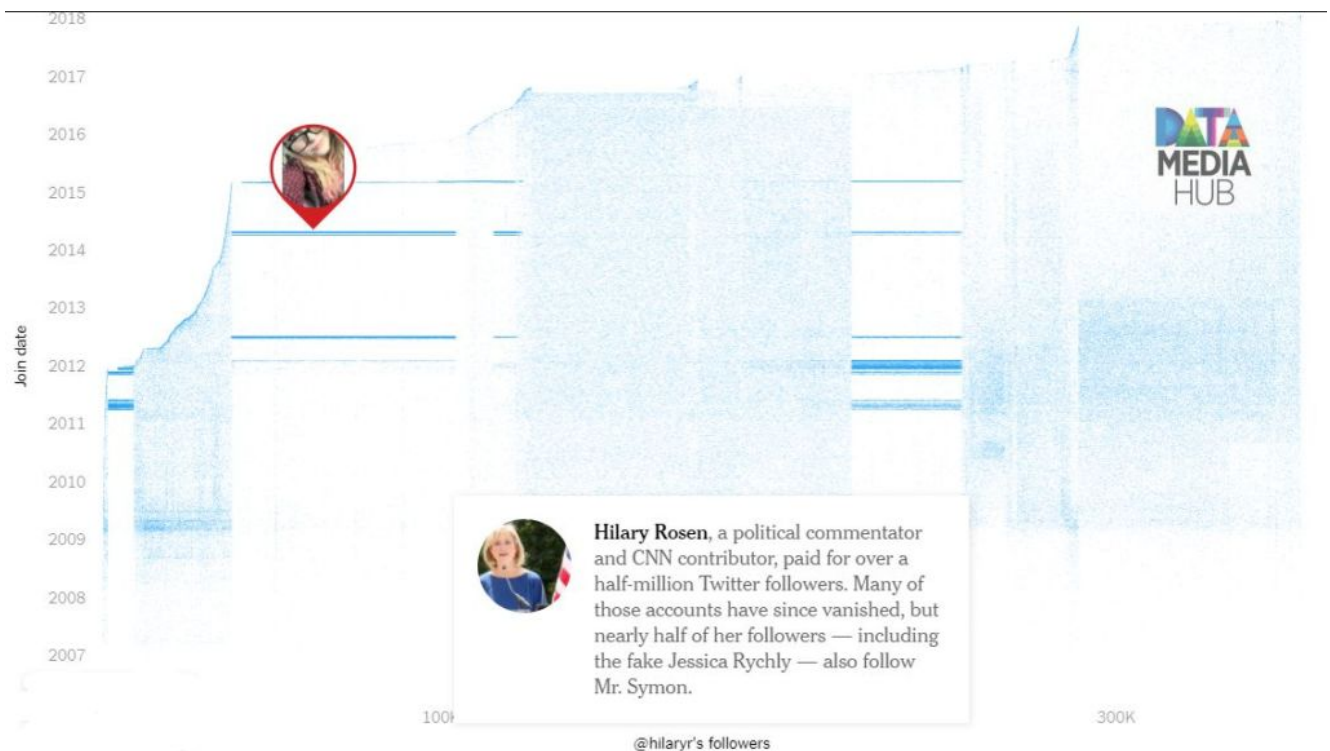 2018
2017
2016
2015
2014
2013
2012
2011
2010
2009
2008
2007
Join date
DATA
MEDIA
HUB
Hilary Rosen, a political commentator
and CNN contributor, paid for over a
half-million Twitter followers. Many of
those accounts have since vanished, but
nearly half of her followers — including
the fake Jessica Rychly — also follow
Mr. Symon.
100K
300K
@hilaryr's followers